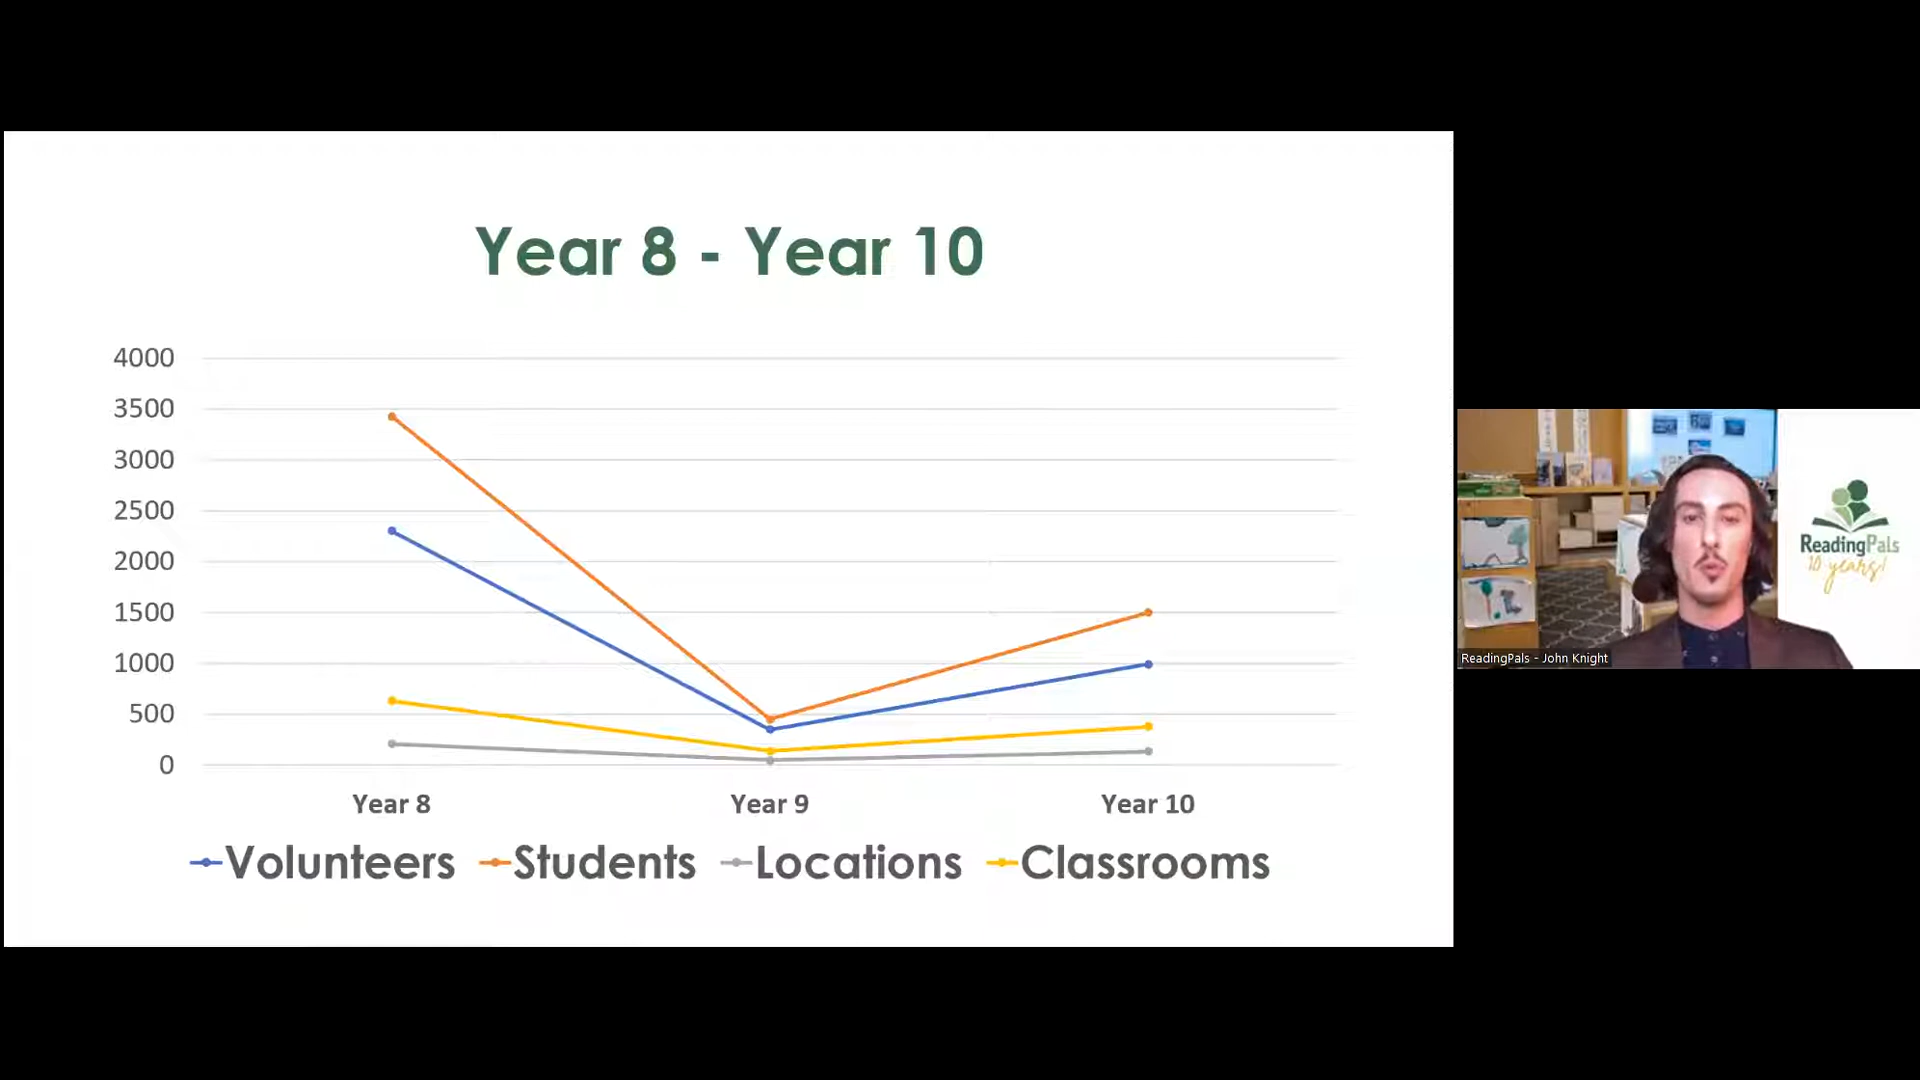 Year 8 - Year 10
4000
3500
3000
2500
2000
1500
1000
500
0
Year 8 Year 9 Year 10
Volunteers Students Locations Classrooms
ReadingPals
10 years!
ReadingPals - John Knight